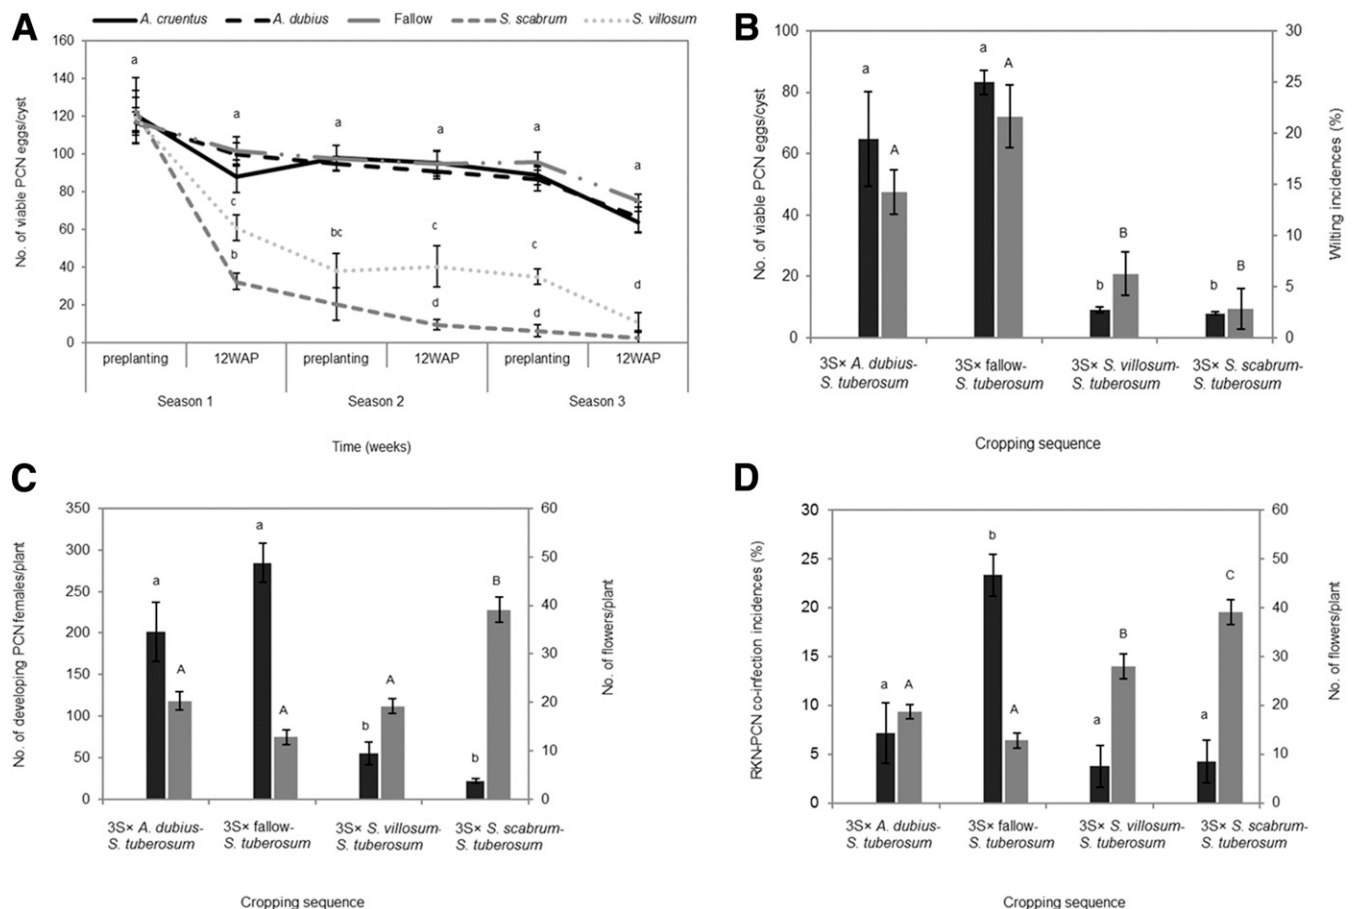 A
A. cruentus A. dubius Fallow S. scabrum S. villosum
160
140
120
100
80
60
40
20
0
No. of viable PCN eggs/cyst
a
a
a
a
a
a
c
b
bc
c
d
c
d
d
preplanting 12WAP preplanting 12WAP preplanting 12WAP
Season 1 Season 2 Season 3
Time (weeks)
B
100
80
60
40
20
0
No. of viable PCN eggs/cyst
30
25
20
15
10
5
0
Wilting incidences (%)
a
A
a
A
b
B
b
B
3S× A. dubius-
S. tuberosum
3S× fallow-
S. tuberosum
3S× S. villosum-
S. tuberosum
3S× S. scabrum-
S. tuberosum
Cropping sequence
C
350
300
250
200
150
100
50
0
No. of developing PCN females/plant
60
50
40
30
20
10
0
No. of flowers/plant
a
A
a
A
b
A
b
B
3S× A. dubius-
S. tuberosum
3S× fallow-
S. tuberosum
3S× S. villosum-
S. tuberosum
3S× S. scabrum-
S. tuberosum
Cropping sequence
D
30
25
20
15
10
5
0
RKN-PCN co-infection incidences (%)
60
50
40
30
20
10
0
No. of flowers/plant
a
A
b
A
a
B
a
C
3S× A. dubius-
S. tuberosum
3S× fallow-
S. tuberosum
3S× S. villosum-
S. tuberosum
3S× S. scabrum-
S. tuberosum
Cropping sequence